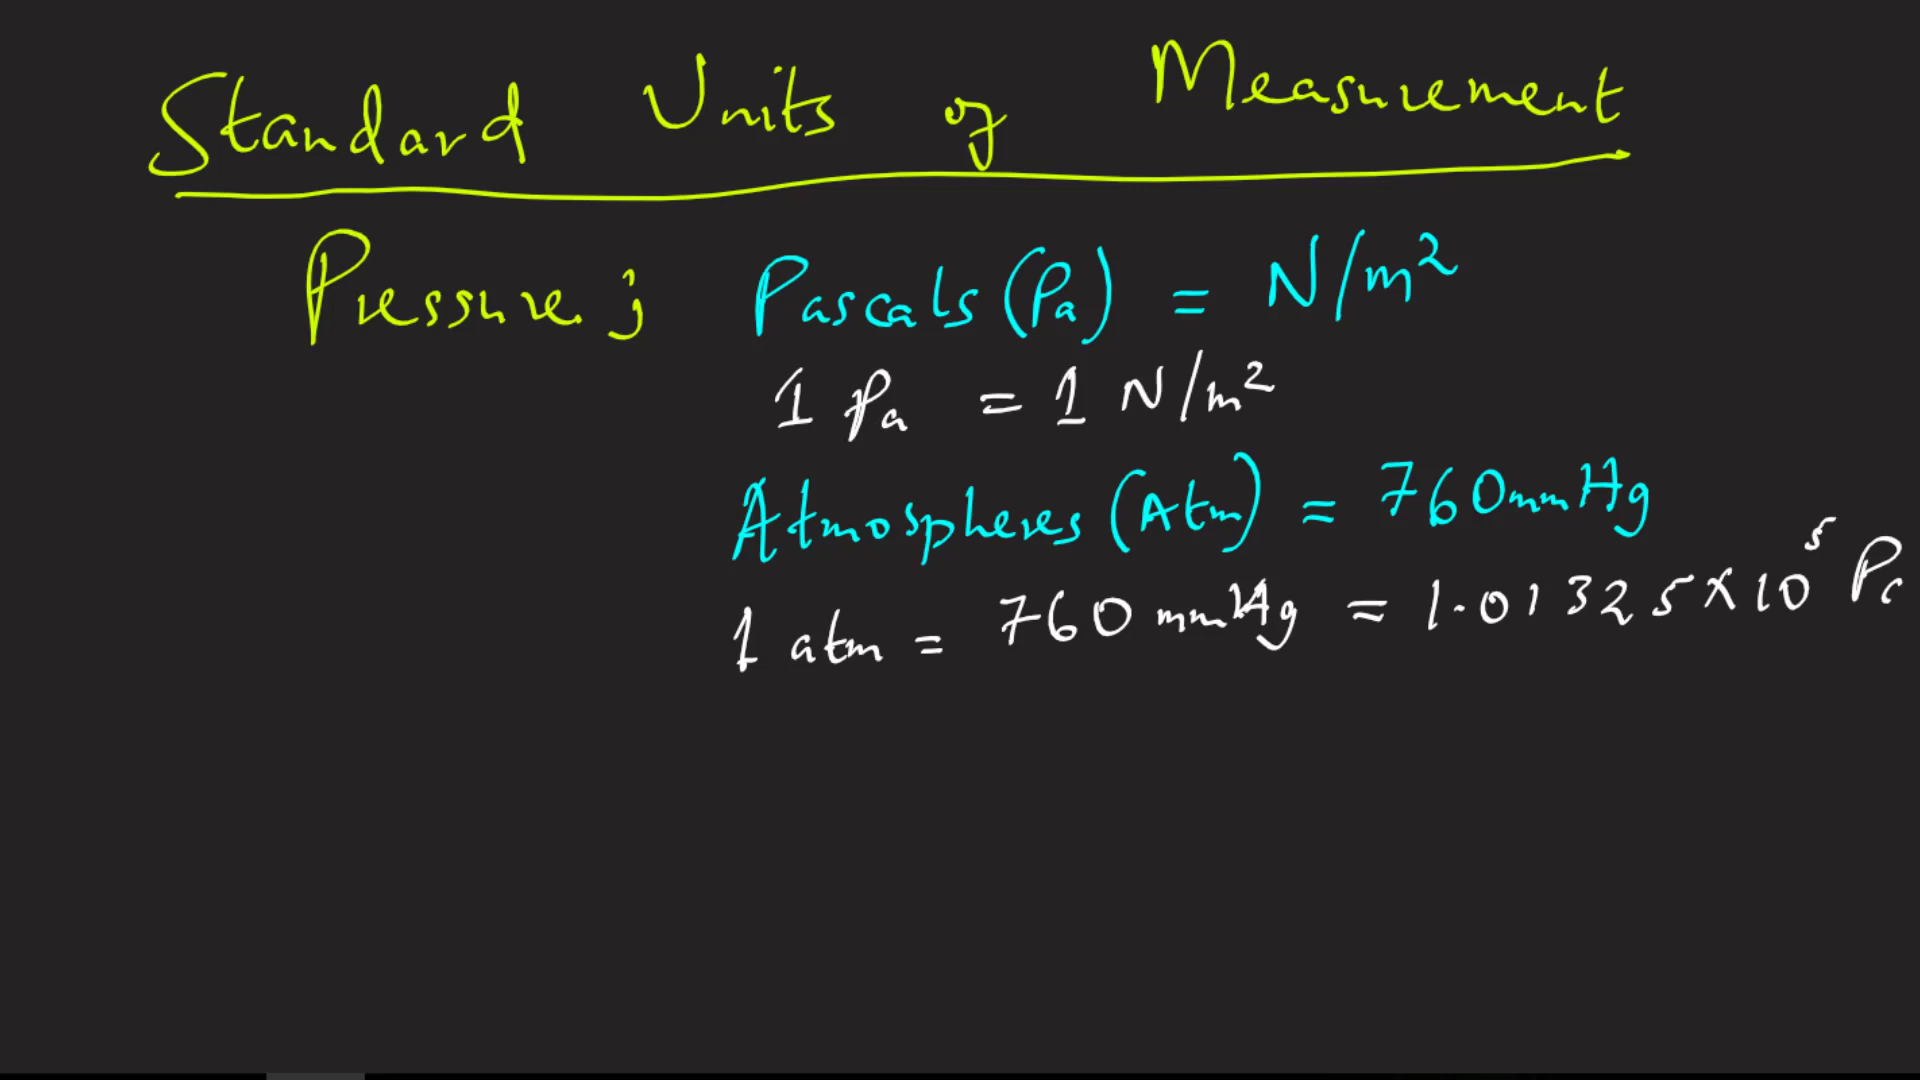 Standard Units of Measurement
Pressure; Pascals (Pa) = N/m²
1 Pa = 1 N/m²
Atmospheres (Atm) = 760mmHg
1 atm = 760 mmHg = 1.01325×10⁵ Pa